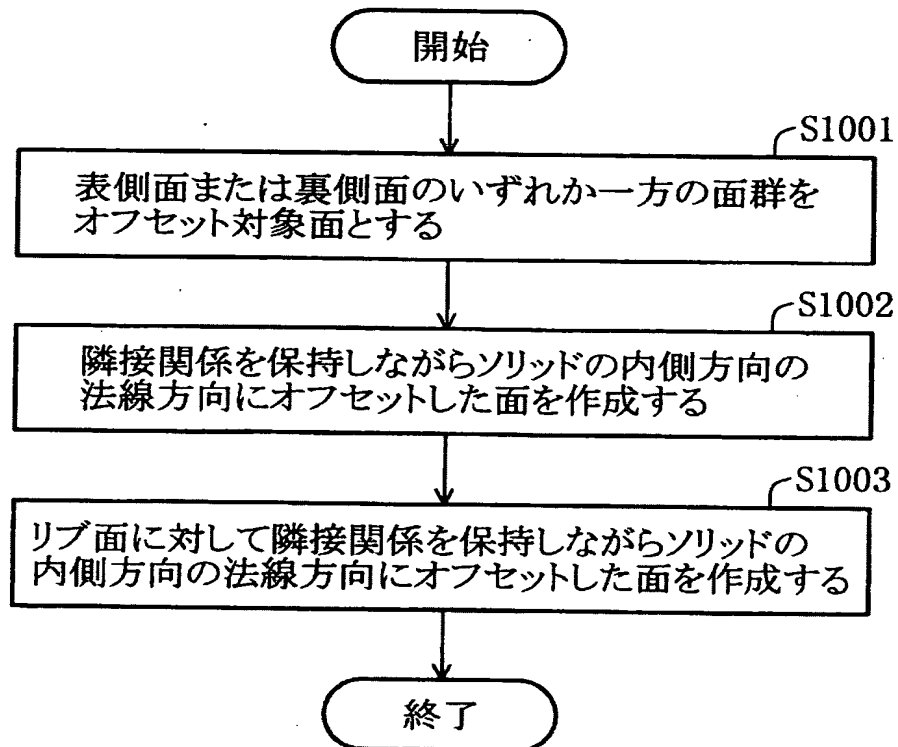 開始
S1001
表側面または裏側面のいずれか一方の面群を
オフセット対象面とする
S1002
隣接関係を保持しながらソリッドの内側方向の
法線方向にオフセットした面を作成する
S1003
リブ面に対して隣接関係を保持しながらソリッドの
内側方向の法線方向にオフセットした面を作成する
終了